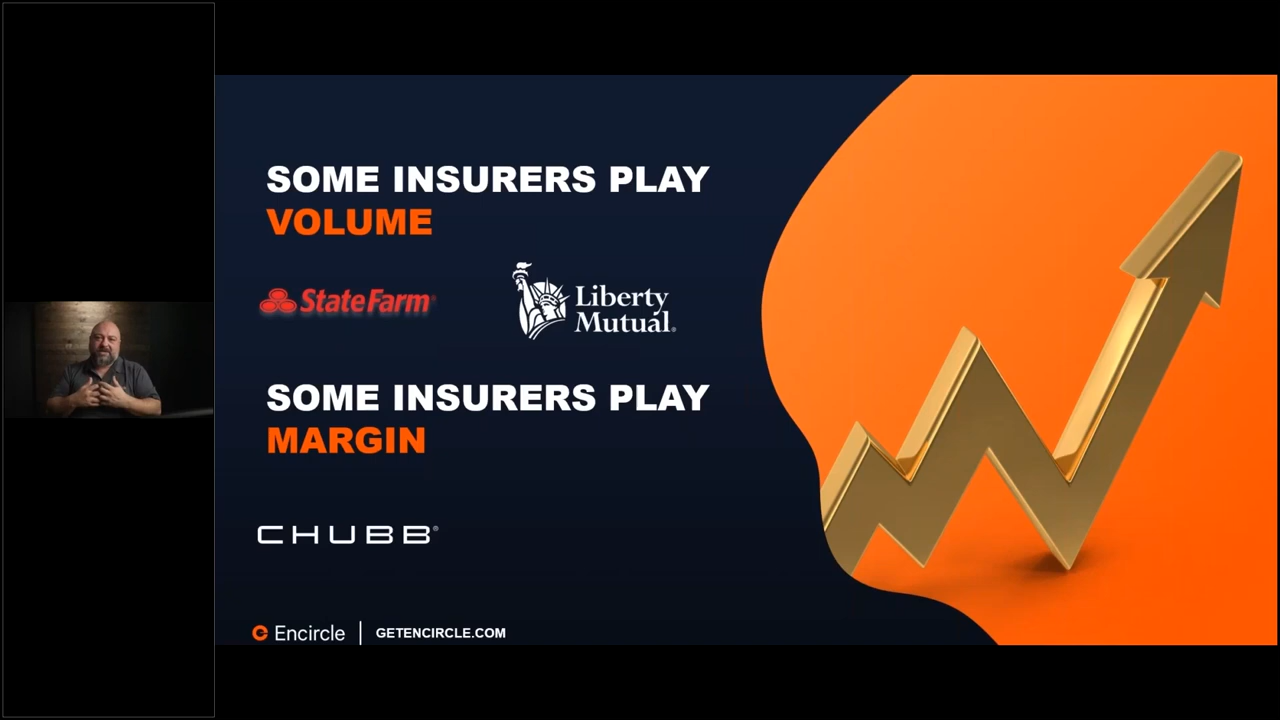 SOME INSURERS PLAY
VOLUME
StateFarm®
Liberty
Mutual®
SOME INSURERS PLAY
MARGIN
CHUBB®
Encircle | GETENCIRCLE.COM